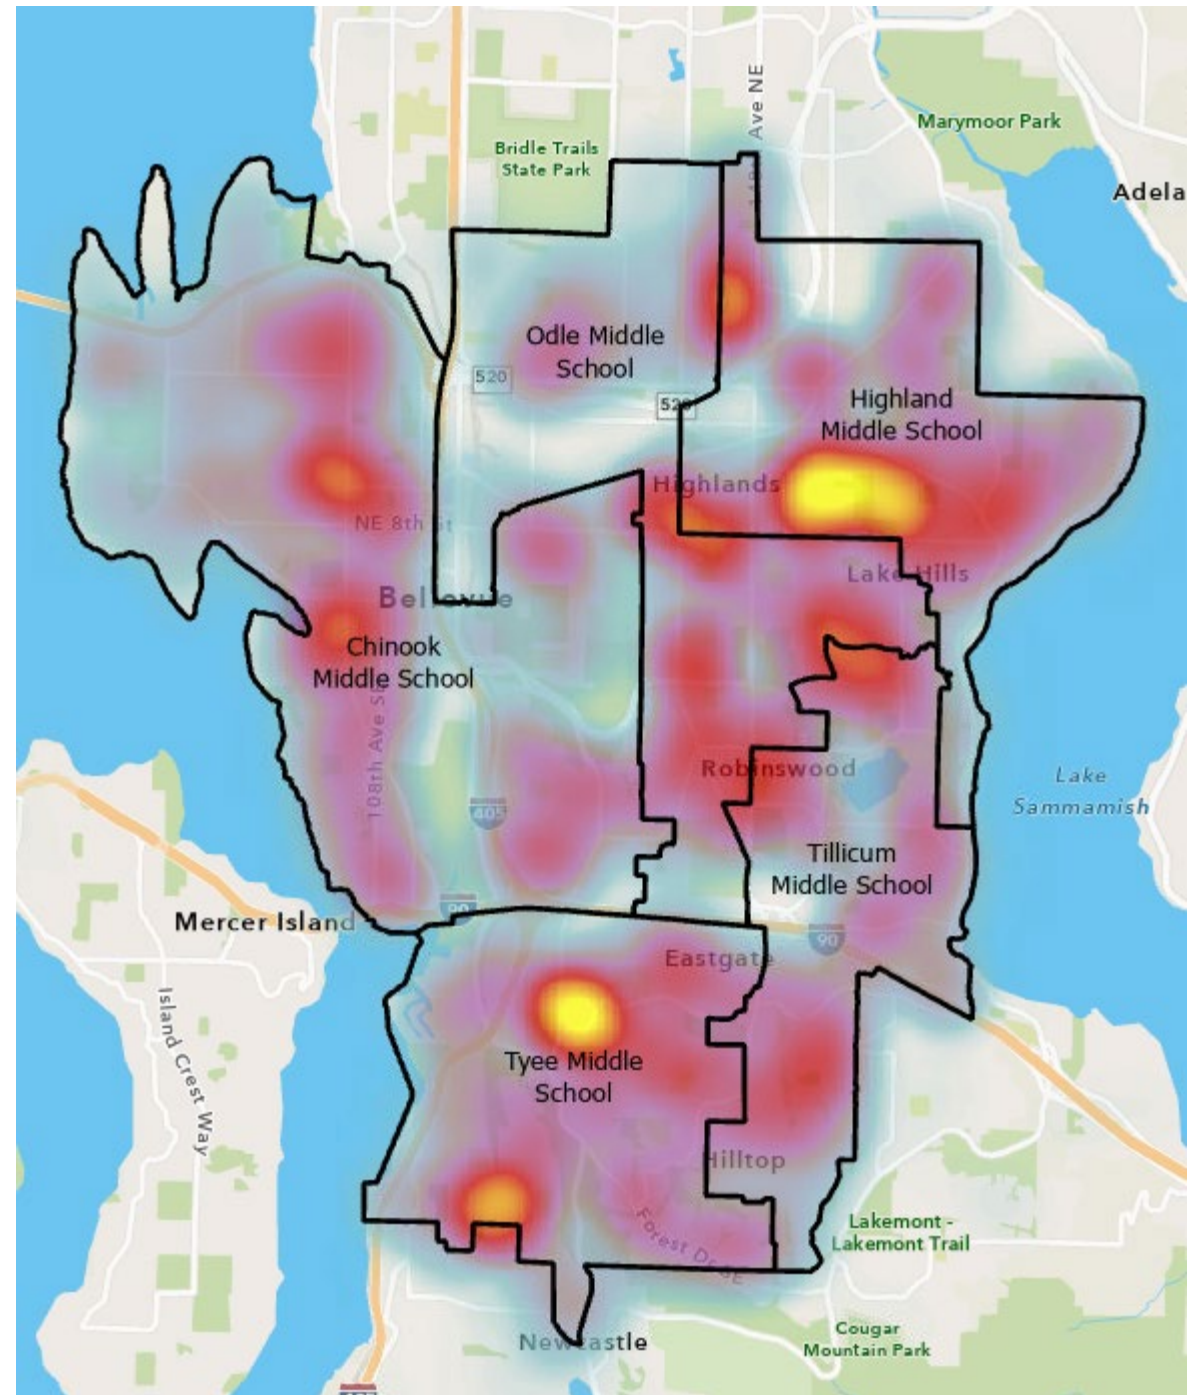 Ave NE
Marymoor Park
Bridle Trails
State Park
Adela
Odle Middle
School
520
520
Highland
Middle School
Highlands
NE 8th St
Lake Hills
Bellevue
Chinook
Middle School
108th Ave SE
Robinswood
Lake
Sammamish
405
Tillicum
Middle School
90
Mercer Island
90
Eastgate
Island Crest Way
Tyee Middle
School
Hilltop
Forest Dr SE
Lakemont -
Lakemont Trail
Newcastle
Cougar
Mountain Park